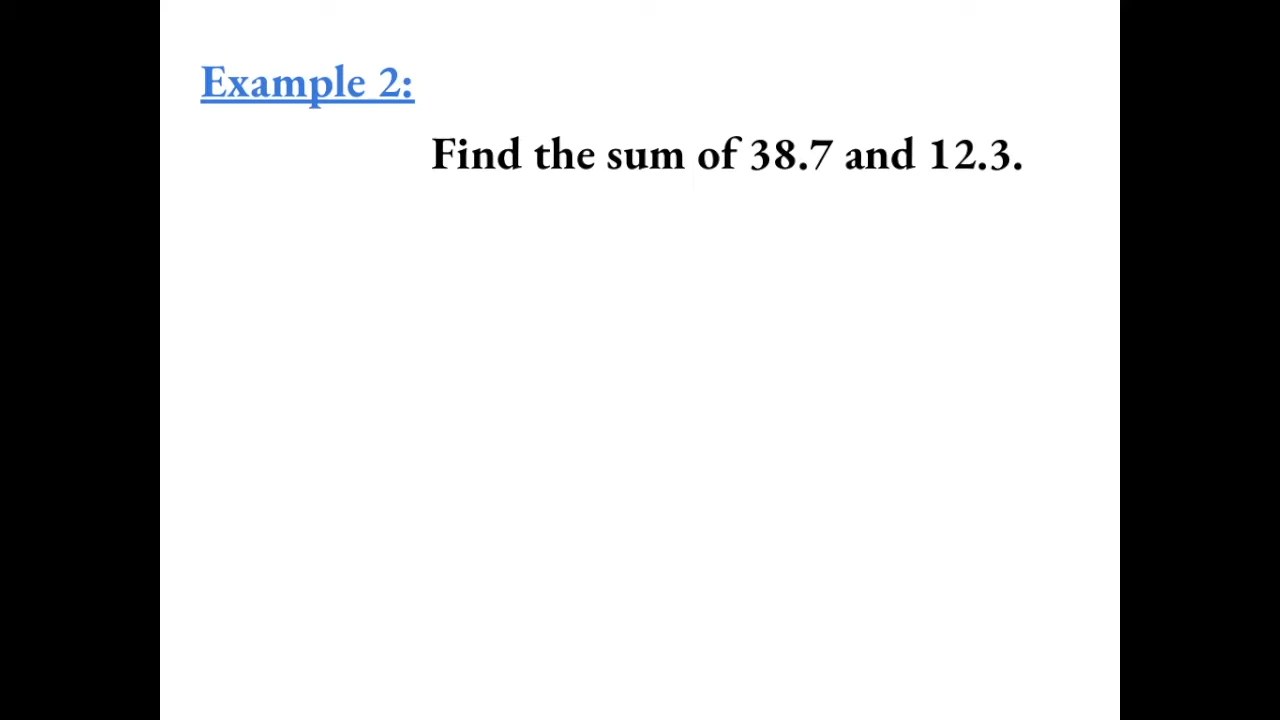 Example 2:
Find the sum of 38.7 and 12.3.